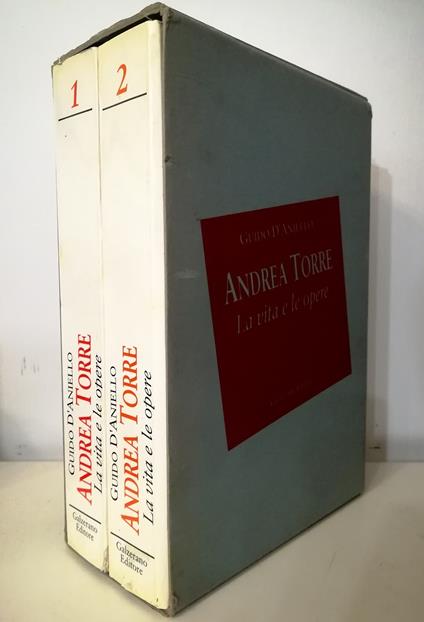 1
GUIDO D'ANIELLO
ANDREA TORRE
La vita e le opere
Galzerano
Editore
2
GUIDO D'ANIELLO
ANDREA TORRE
La vita e le opere
Galzerano
Editore
GUIDO D'ANIELLO
ANDREA TORRE
La vita e le opere